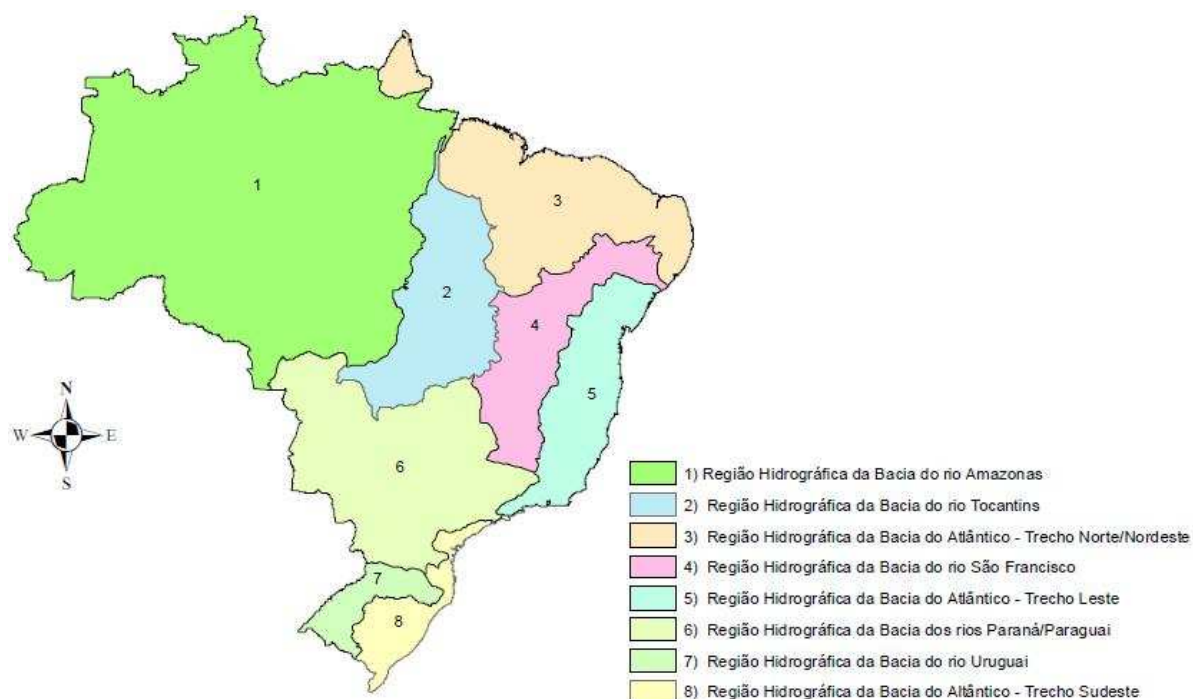 1
2
3
4
5
6
7
8
N
W E
S
1) Região Hidrográfica da Bacia do rio Amazonas
2) Região Hidrográfica da Bacia do rio Tocantins
3) Região Hidrográfica da Bacia do Atlântico - Trecho Norte/Nordeste
4) Região Hidrográfica da Bacia do rio São Francisco
5) Região Hidrográfica da Bacia do Atlântico - Trecho Leste
6) Região Hidrográfica da Bacia dos rios Paraná/Paraguai
7) Região Hidrográfica da Bacia do rio Uruguai
8) Região Hidrográfica da Bacia do Atlântico - Trecho Sudeste